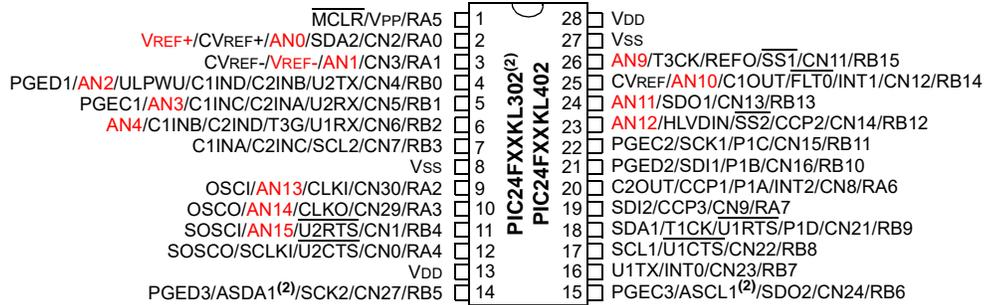 MCLR/VPP/RA5 1 28 VDD
VREF+/CVREF+/AN0/SDA2/CN2/RA0 2 27 VSS
CVREF-/VREF-/AN1/CN3/RA1 3 26 AN9/T3CK/REFO/SS1/CN11/RB15
PGED1/AN2/ULPWU/C1IND/C2INB/U2TX/CN4/RB0 4 25 CVREF/AN10/C1OUT/FLT0/INT1/CN12/RB14
PGEC1/AN3/C1INC/C2INA/U2RX/CN5/RB1 5 24 AN11/SDO1/CN13/RB13
AN4/C1INB/C2IND/T3G/U1RX/CN6/RB2 6 23 AN12/HLVDIN/SS2/CCP2/CN14/RB12
C1INA/C2INC/SCL2/CN7/RB3 7 22 PGEC2/SCK1/P1C/CN15/RB11
VSS 8 21 PGED2/SDI1/P1B/CN16/RB10
OSCI/AN13/CLKI/CN30/RA2 9 20 C2OUT/CCP1/P1A/INT2/CN8/RA6
OSCO/AN14/CLKO/CN29/RA3 10 19 SDI2/CCP3/CN9/RA7
SOSCI/AN15/U2RTS/CN1/RB4 11 18 SDA1/T1CK/U1RTS/P1D/CN21/RB9
SOSCO/SCLKI/U2CTS/CN0/RA4 12 17 SCL1/U1CTS/CN22/RB8
VDD 13 16 U1TX/INT0/CN23/RB7
PGED3/ASDA1(2)/SCK2/CN27/RB5 14 15 PGEC3/ASCL1(2)/SDO2/CN24/RB6
PIC24FXXKL302(2)
PIC24FXXKL402